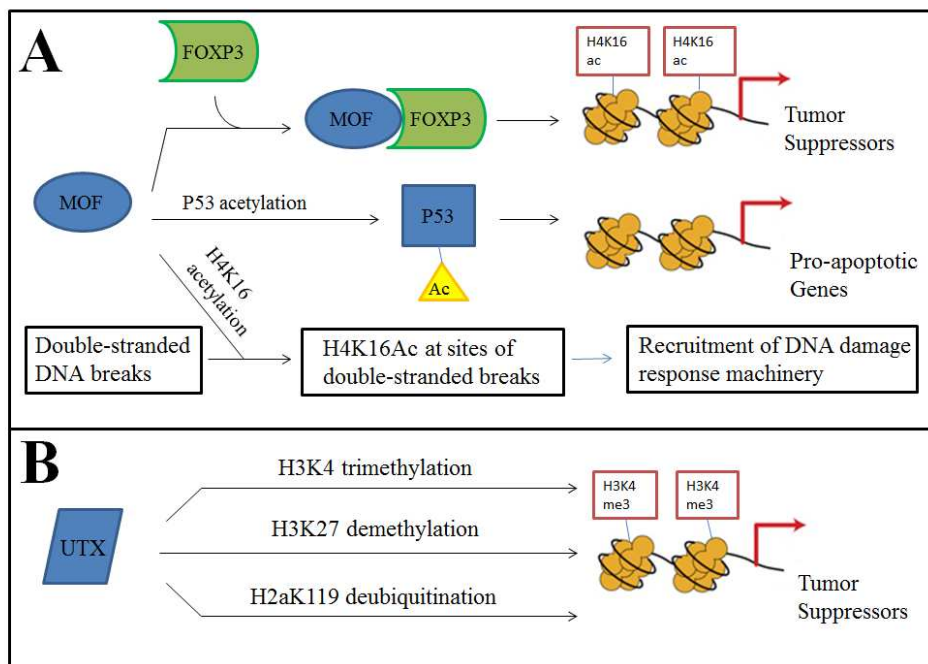 A
FOXP3
MOF
FOXP3
H4K16
ac
H4K16
ac
Tumor
Suppressors
MOF
P53 acetylation
P53
Ac
Pro-apoptotic
Genes
H4K16
acetylation
Double-stranded
DNA breaks
H4K16Ac at sites of
double-stranded breaks
Recruitment of DNA damage
response machinery
B
UTX
H3K4 trimethylation
H3K27 demethylation
H2aK119 deubiquitination
H3K4
me3
H3K4
me3
Tumor
Suppressors